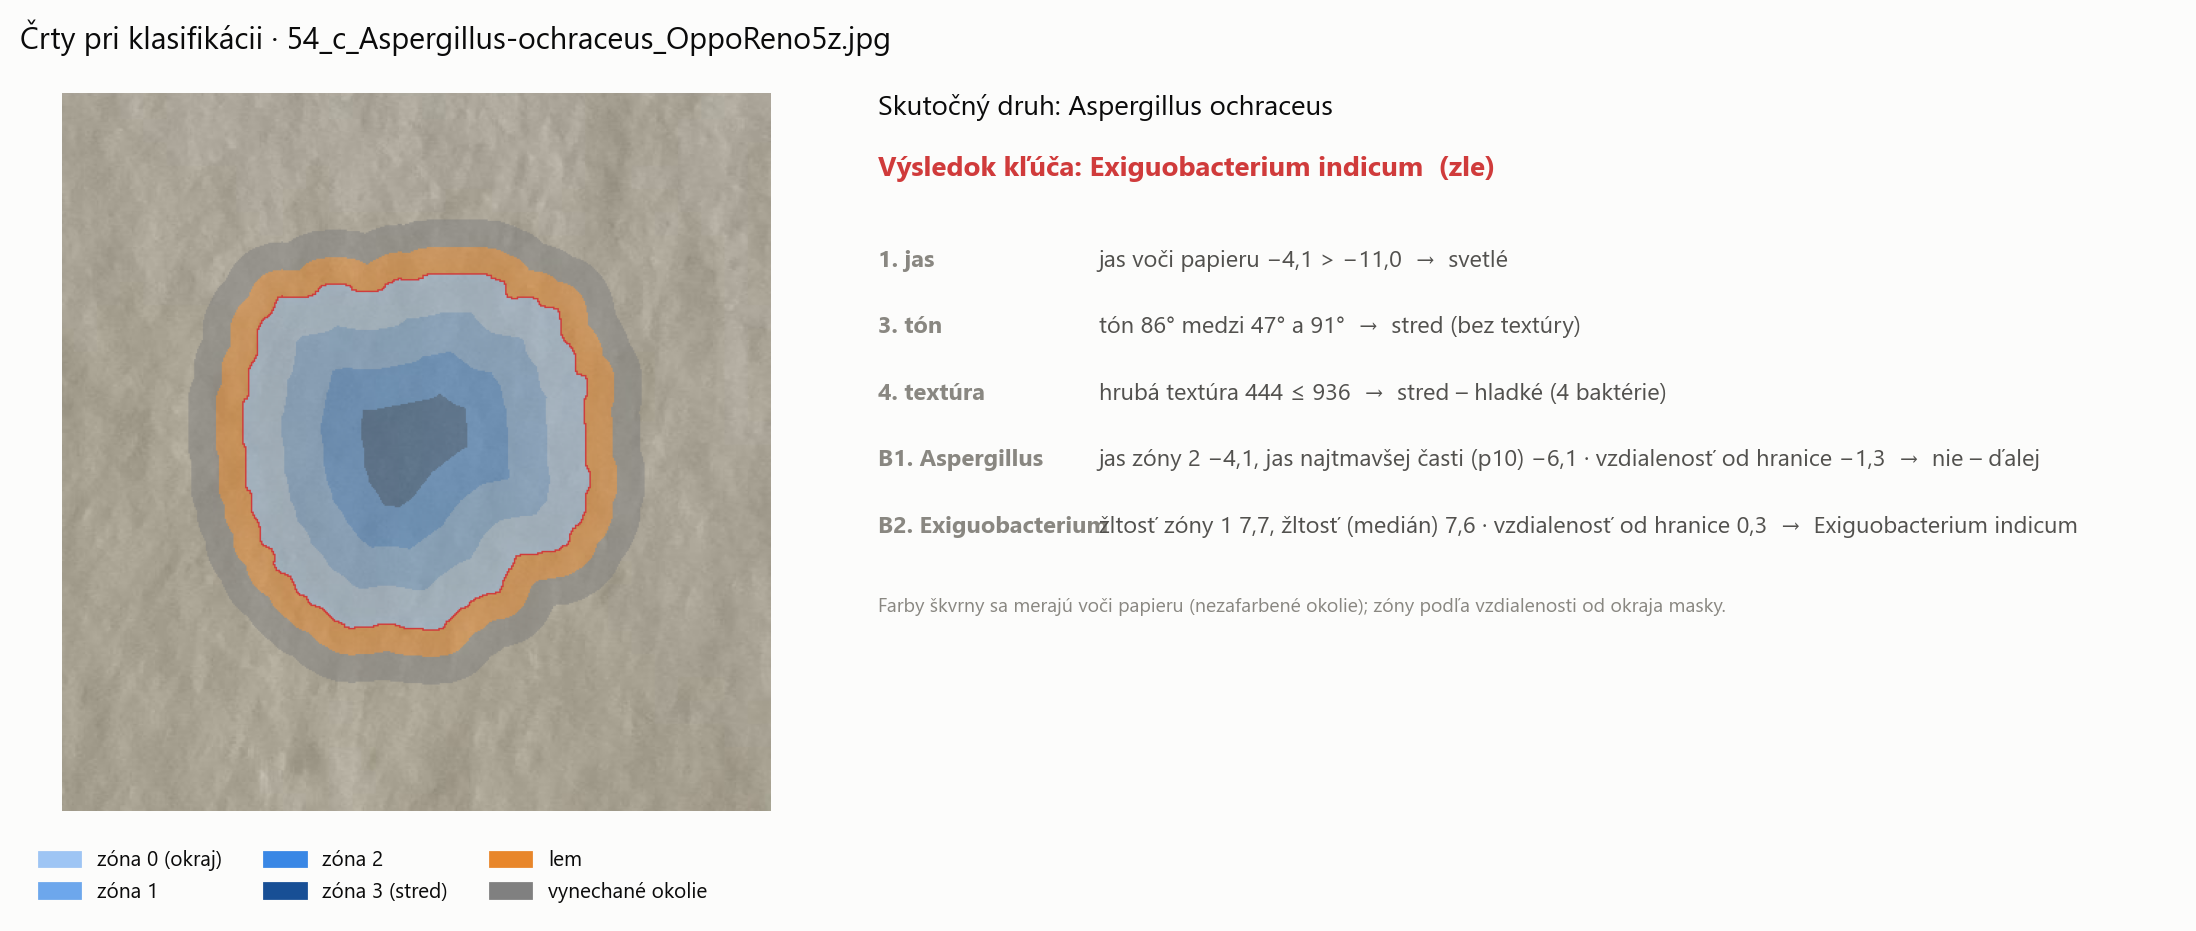 Črty pri klasifikácii · 54_c_Aspergillus-ochraceus_OppoReno5z.jpg
Skutočný druh: Aspergillus ochraceus
Výsledok kľúča: Exiguobacterium indicum (zle)
1. jas jas voči papieru −4,1 > −11,0 → svetlé
3. tón tón 86° medzi 47° a 91° → stred (bez textúry)
4. textúra hrubá textúra 444 ≤ 936 → stred – hladké (4 baktérie)
B1. Aspergillus jas zóny 2 −4,1, jas najtmavšej časti (p10) −6,1 · vzdialenosť od hranice −1,3 → nie – ďalej
B2. Exiguobacterium žltosť zóny 1 7,7, žltosť (medián) 7,6 · vzdialenosť od hranice 0,3 → Exiguobacterium indicum
Farby škvrny sa merajú voči papieru (nezafarbené okolie); zóny podľa vzdialenosti od okraja masky.
zóna 0 (okraj) zóna 2 lem
zóna 1 zóna 3 (stred) vynechané okolie